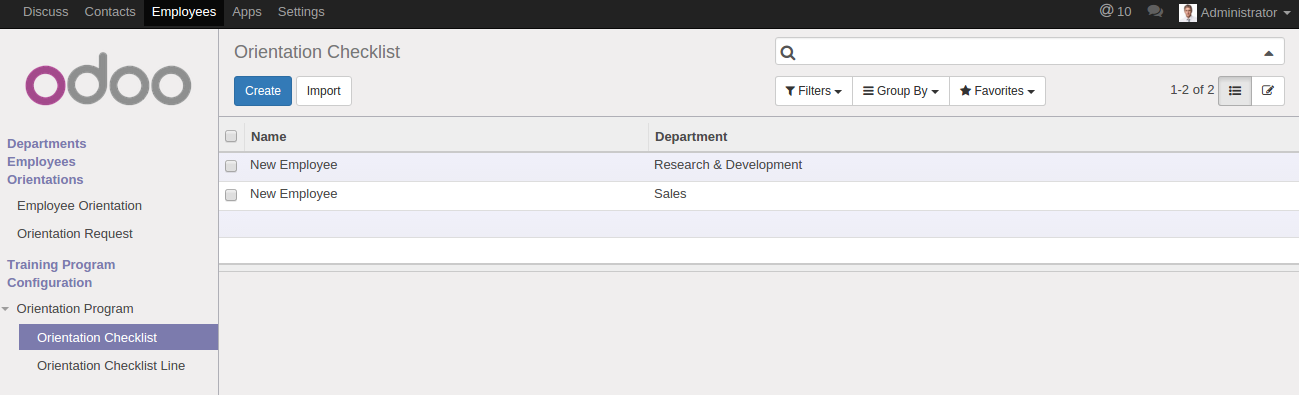 Discuss Contacts Employees Apps Settings @ 10 Administrator
odoo
Departments
Employees
Orientations
Employee Orientation
Orientation Request
Training Program
Configuration
Orientation Program
Orientation Checklist
Orientation Checklist Line
Orientation Checklist
Create Import Filters Group By Favorites 1-2 of 2
Name Department
New Employee Research & Development
New Employee Sales